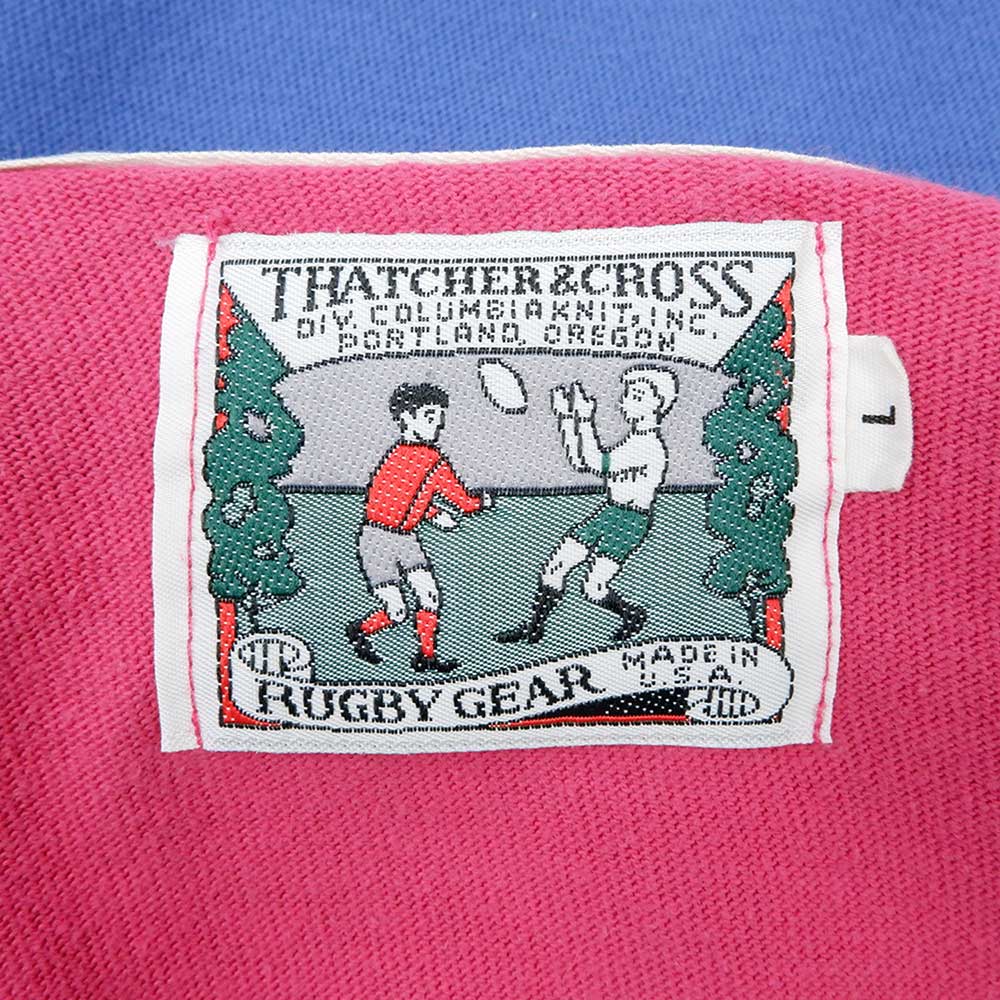 THATCHER & CROSS
DIV. COLUMBIA KNIT, INC.
PORTLAND, OREGON
L
RUGBY GEAR
MADE IN
U.S.A.